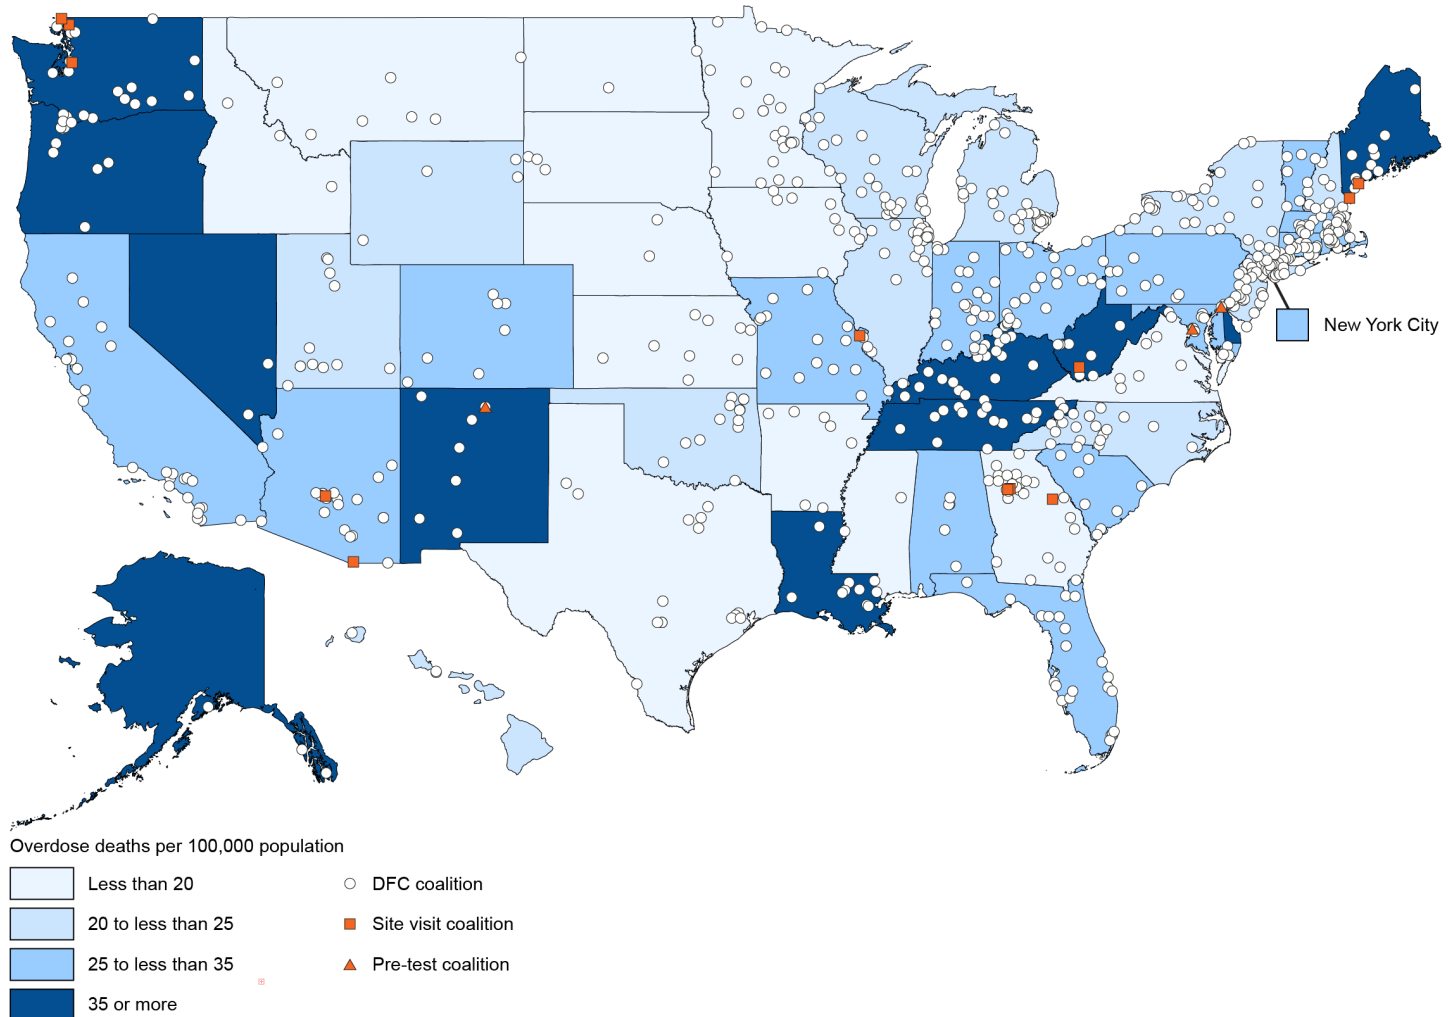 New York City
Overdose deaths per 100,000 population
Less than 20
DFC coalition
20 to less than 25
Site visit coalition
25 to less than 35
Pre-test coalition
35 or more